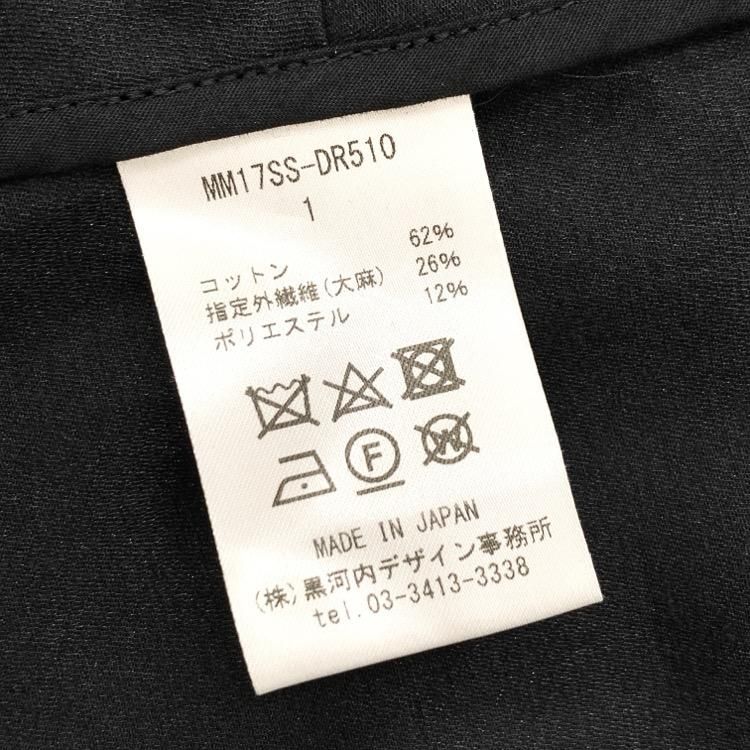 MM17SS-DR510
1
コットン 62%
指定外繊維(大麻) 26%
ポリエステル 12%
F
W
MADE IN JAPAN
(株)黒河内デザイン事務所
tel.03-3413-3338